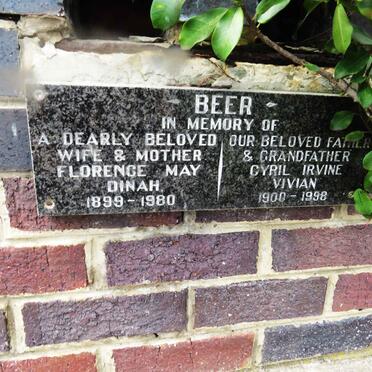 - BEER -
IN MEMORY OF
A DEARLY BELOVED
WIFE & MOTHER
FLORENCE MAY
DINAH
1899 - 1980
OUR BELOVED FATHER
& GRANDFATHER
CYRIL IRVINE
VIVIAN
1900 - 1998